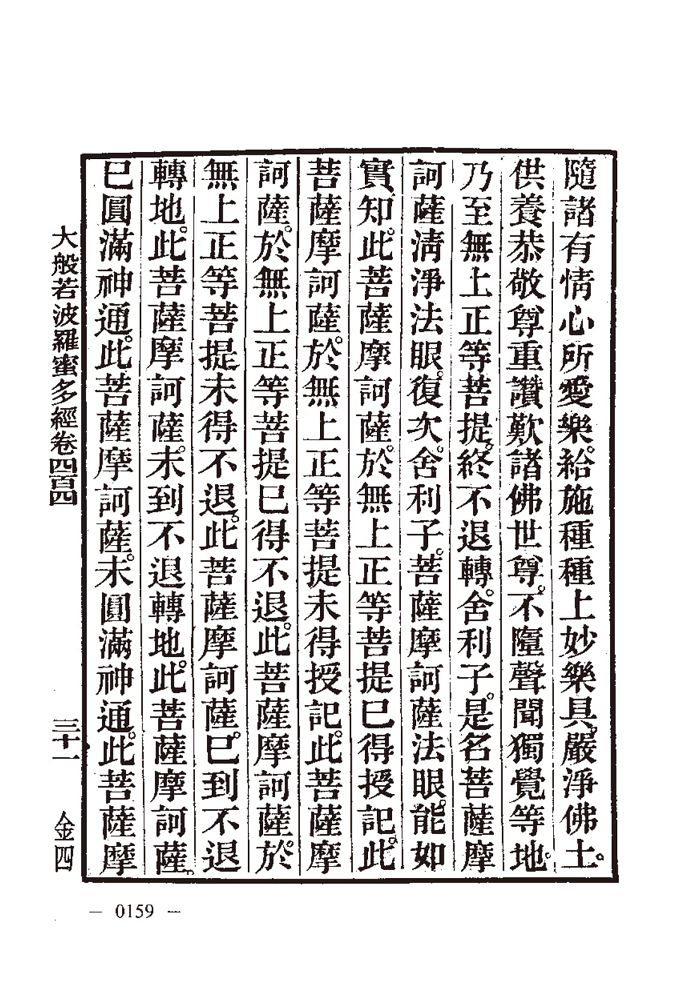 隨諸有情心所愛樂。給施種種上妙樂具。嚴淨佛土。
供養恭敬尊重讚歎諸佛世尊。不墮聲聞獨覺等地。
乃至無上正等菩提。終不退轉。舍利子。是名菩薩摩
訶薩清淨法眼。復次。舍利子。菩薩摩訶薩法眼。能如
實知。此菩薩摩訶薩。於無上正等菩提已得授記。此
菩薩摩訶薩。於無上正等菩提未得授記。此菩薩摩
訶薩。於無上正等菩提已得不退。此菩薩摩訶薩。於
無上正等菩提未得不退。此菩薩摩訶薩。已到不退
轉地。此菩薩摩訶薩。未到不退轉地。此菩薩摩訶薩。
已圓滿神通。此菩薩摩訶薩。未圓滿神通。此菩薩摩
大般若波羅蜜多經卷四百四 三十一 金四
— 0159 —